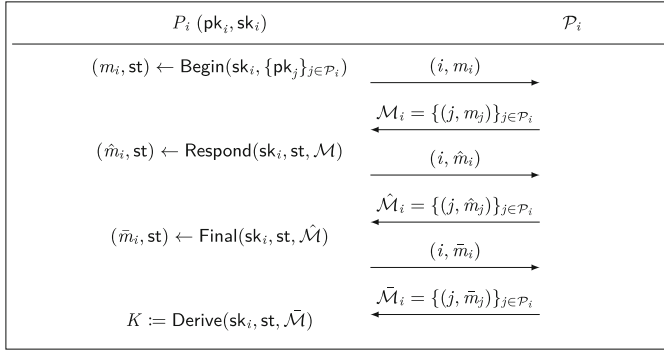 P_i (pk_i, sk_i) 𝒫_i
(m_i, st) ← Begin(sk_i, {pk_j}_{j∈𝒫_i}) (i, m_i)
ℳ_i = {(j, m_j)}_{j∈𝒫_i}
(m̂_i, st) ← Respond(sk_i, st, ℳ) (i, m̂_i)
ℳ̂_i = {(j, m̂_j)}_{j∈𝒫_i}
(m̄_i, st) ← Final(sk_i, st, ℳ̂) (i, m̄_i)
ℳ̄_i = {(j, m̄_j)}_{j∈𝒫_i}
K := Derive(sk_i, st, ℳ̄)